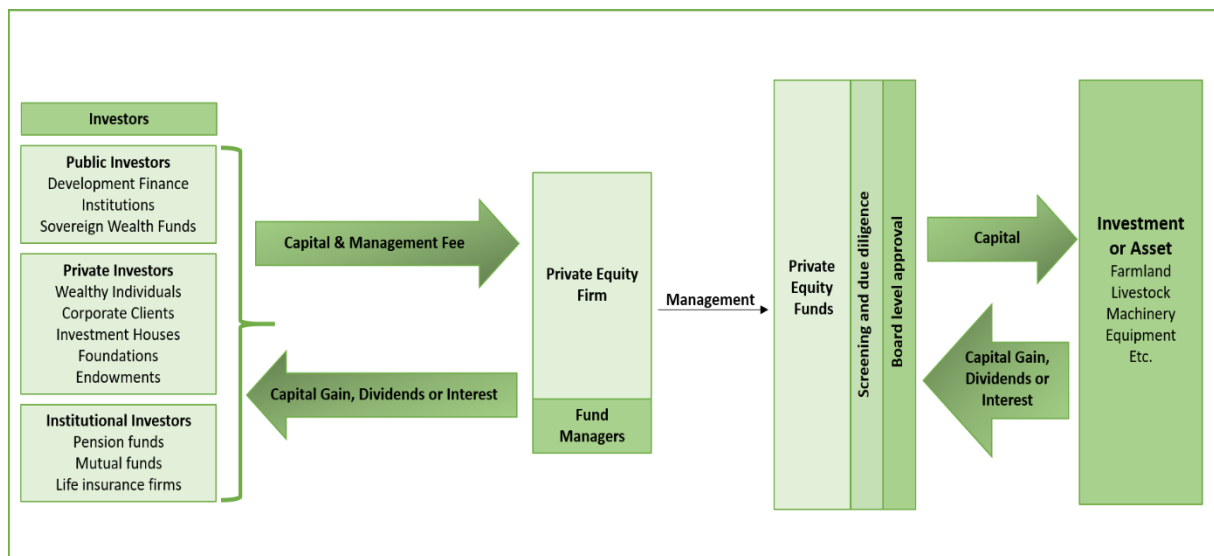 Investors
Public Investors
Development Finance
Institutions
Sovereign Wealth Funds
Private Investors
Wealthy Individuals
Corporate Clients
Investment Houses
Foundations
Endowments
Institutional Investors
Pension funds
Mutual funds
Life insurance firms
Capital & Management Fee
Capital Gain, Dividends or Interest
Private Equity
Firm
Fund
Managers
Management
Private
Equity
Funds
Screening and due diligence
Board level approval
Capital
Capital Gain,
Dividends or
Interest
Investment
or Asset
Farmland
Livestock
Machinery
Equipment
Etc.